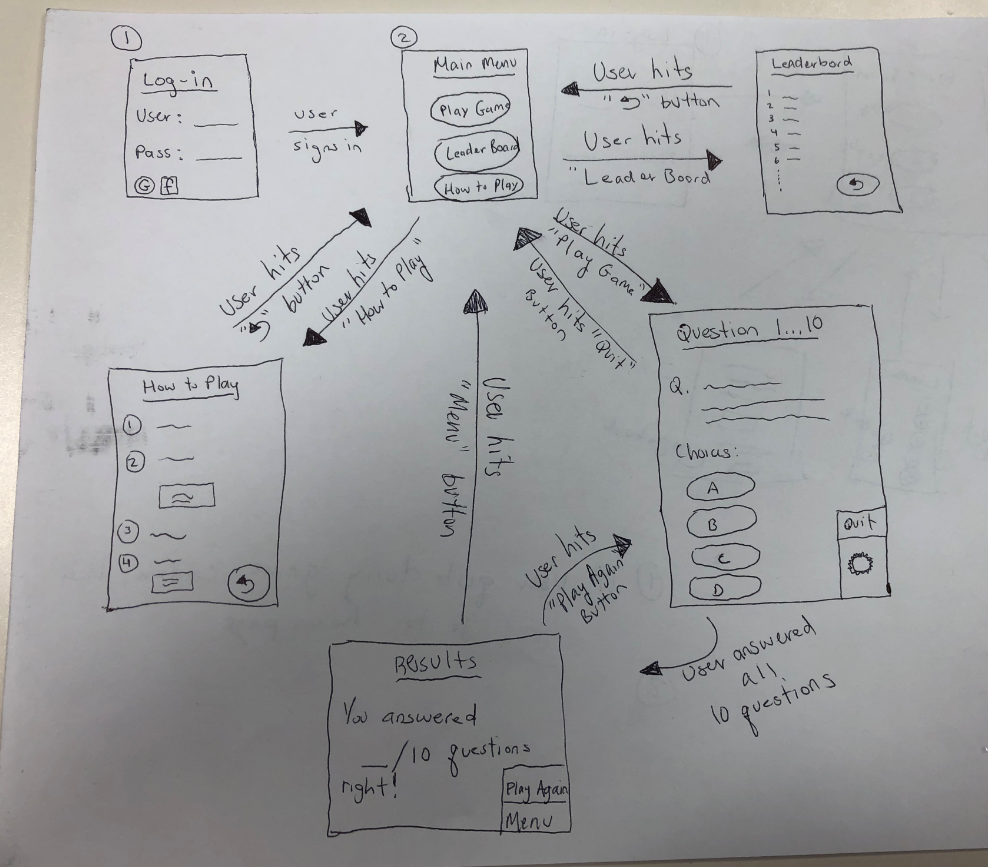 1
Log-in
User:
Pass:
G f
user
signs in
2
Main Menu
Play Game
Leader Board
How to Play
User hits
"⮌" button
User hits
"Leader Board
Leaderbord
1
2
3
4
5
6
User hits
"⮌" button
User hits
"How to Play"
User hits
"Play Game"
User hits "Quit"
Button
How to Play
1
2
3
4
User hits
"Menu" button
Question 1...10
Q.
Choices:
A
B
C
D
Quit
User hits
"Play Again"
Button
User answered
all
10 questions
Results
You answered
__/10 questions
right!
Play Again
Menu